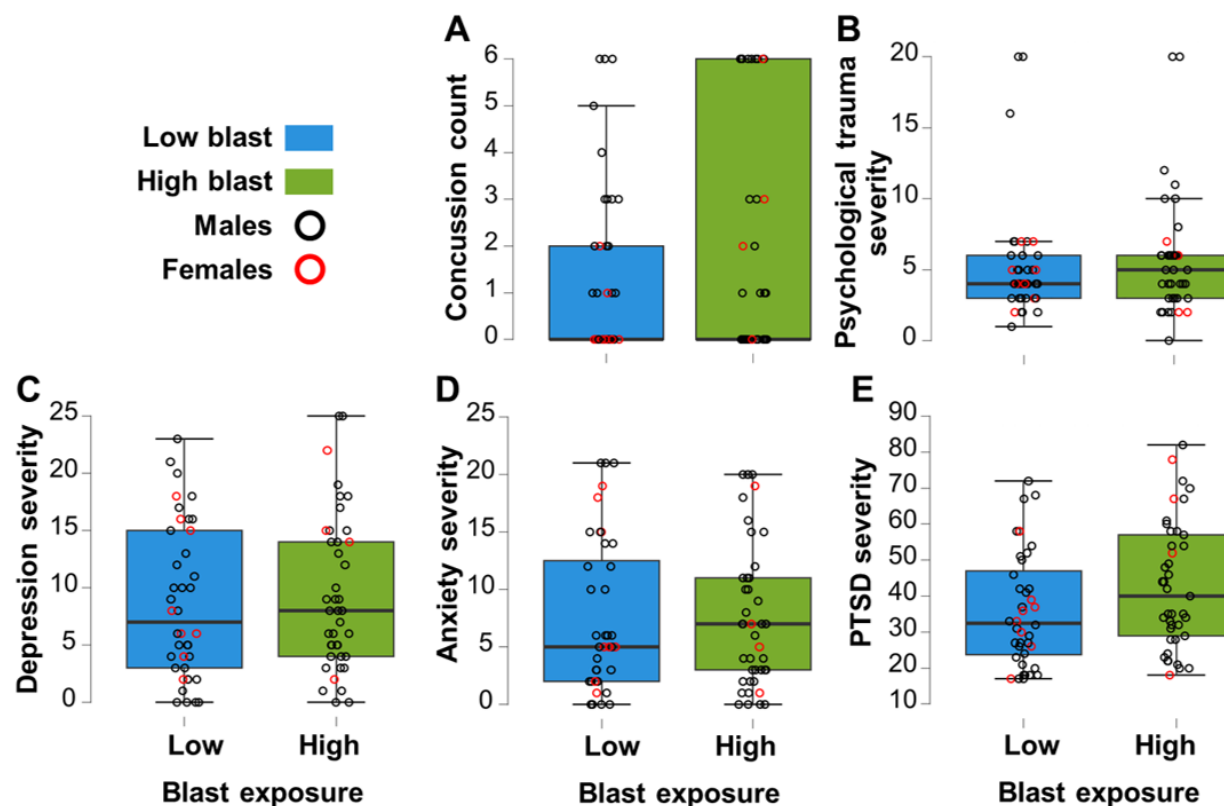 A
B
Low blast
High blast
Males
Females
Concussion count
6
5
4
3
2
1
0
Psychological trauma
severity
20
15
10
5
0
C
D
E
Depression severity
25
20
15
10
5
0
Low
High
Blast exposure
Anxiety severity
25
20
15
10
5
0
Low
High
Blast exposure
PTSD severity
90
80
70
60
50
40
30
20
10
Low
High
Blast exposure